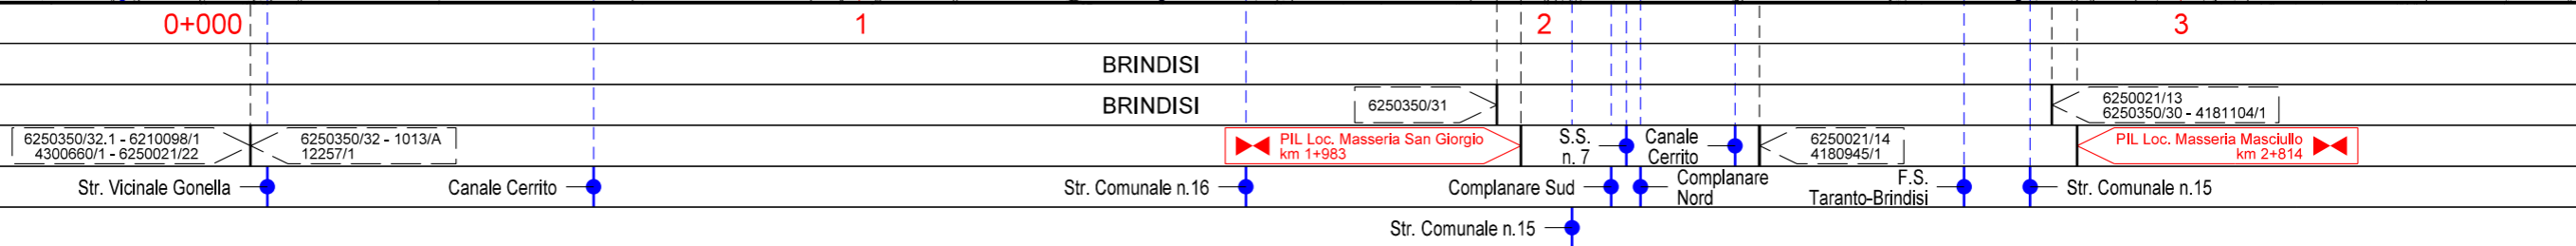 0+000 1 2 3
BRINDISI
BRINDISI
6250350/31
6250021/13
6250350/30 - 4181104/1
6250350/32.1 - 6210098/1
4300660/1 - 6250021/22
6250350/32 - 1013/A
12257/1
PIL Loc. Masseria San Giorgio
km 1+983
S.S.
n. 7
Canale
Cerrito
6250021/14
4180945/1
PIL Loc. Masseria Masciullo
km 2+814
Str. Vicinale Gonella
Canale Cerrito
Str. Comunale n.16
Complanare Sud
Complanare
Nord
F.S.
Taranto-Brindisi
Str. Comunale n.15
Str. Comunale n.15